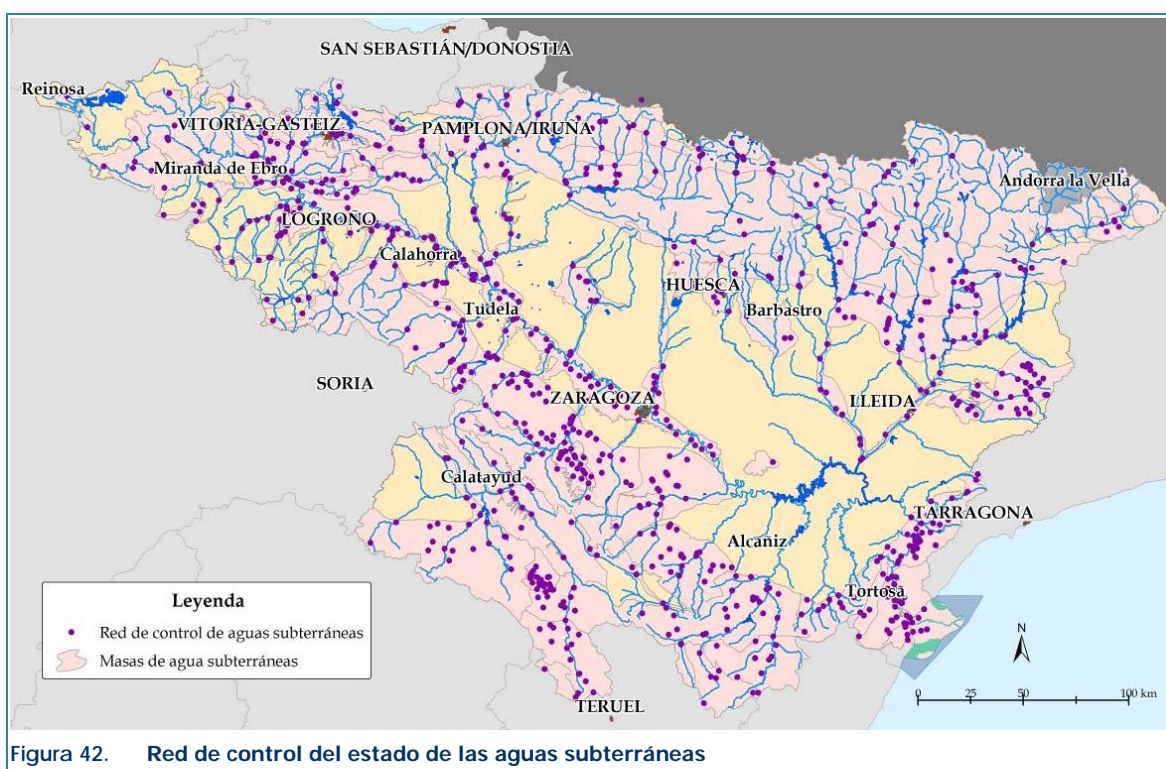 SAN SEBASTIÁN/DONOSTIA
Reinosa
VITORIA-GASTEIZ
PAMPLONA/IRUÑA
Miranda de Ebro
Andorra la Vella
LOGROÑO
Calahorra
HUESCA
Barbastro
Tudela
SORIA
ZARAGOZA
LLEIDA
Calatayud
TARRAGONA
Alcañiz
Tortosa
TERUEL
Leyenda
Red de control de aguas subterráneas
Masas de agua subterráneas
N
0 25 50 100 km
Figura 42. Red de control del estado de las aguas subterráneas